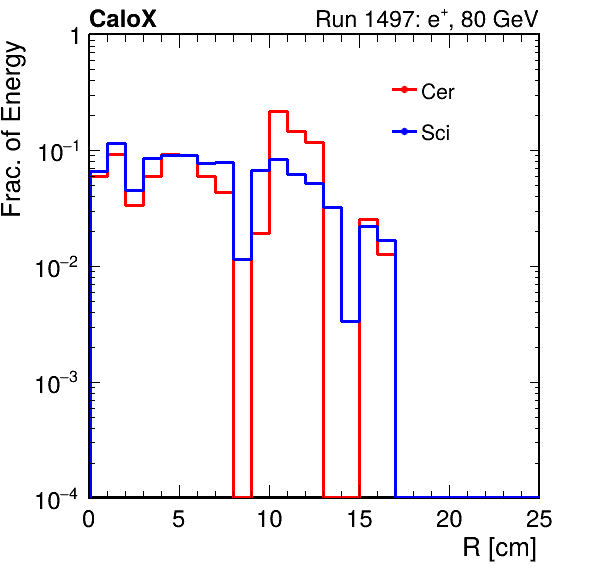 CaloX Run 1497: e⁺, 80 GeV
Frac. of Energy
1
10⁻¹
10⁻²
10⁻³
10⁻⁴
Cer
Sci
0 5 10 15 20 25
R [cm]